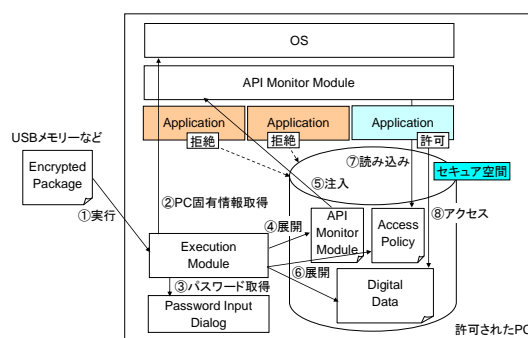 OS
API Monitor Module
Application
Application
Application
USBメモリーなど
拒絶
拒絶
許可
Encrypted
Package
⑦読み込み
セキュア空間
①実行
②PC固有情報取得
⑤注入
④展開
API
Monitor
Module
Access
Policy
⑧アクセス
Execution
Module
⑥展開
③パスワード取得
Digital
Data
Password Input
Dialog
許可されたPC